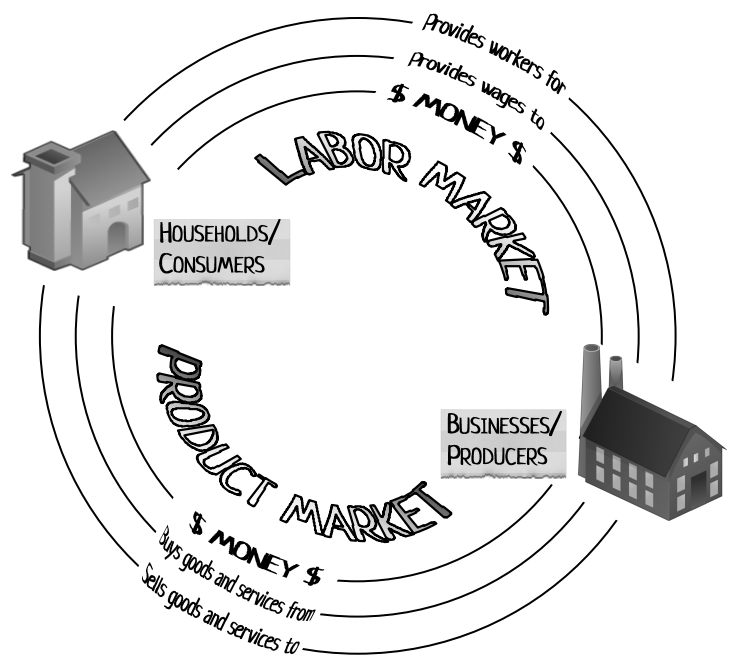 Provides workers for
Provides wages to
$ MONEY $
LABOR MARKET
HOUSEHOLDS/
CONSUMERS
PRODUCT MARKET
BUSINESSES/
PRODUCERS
$ MONEY $
Buys goods and services from
Sells goods and services to